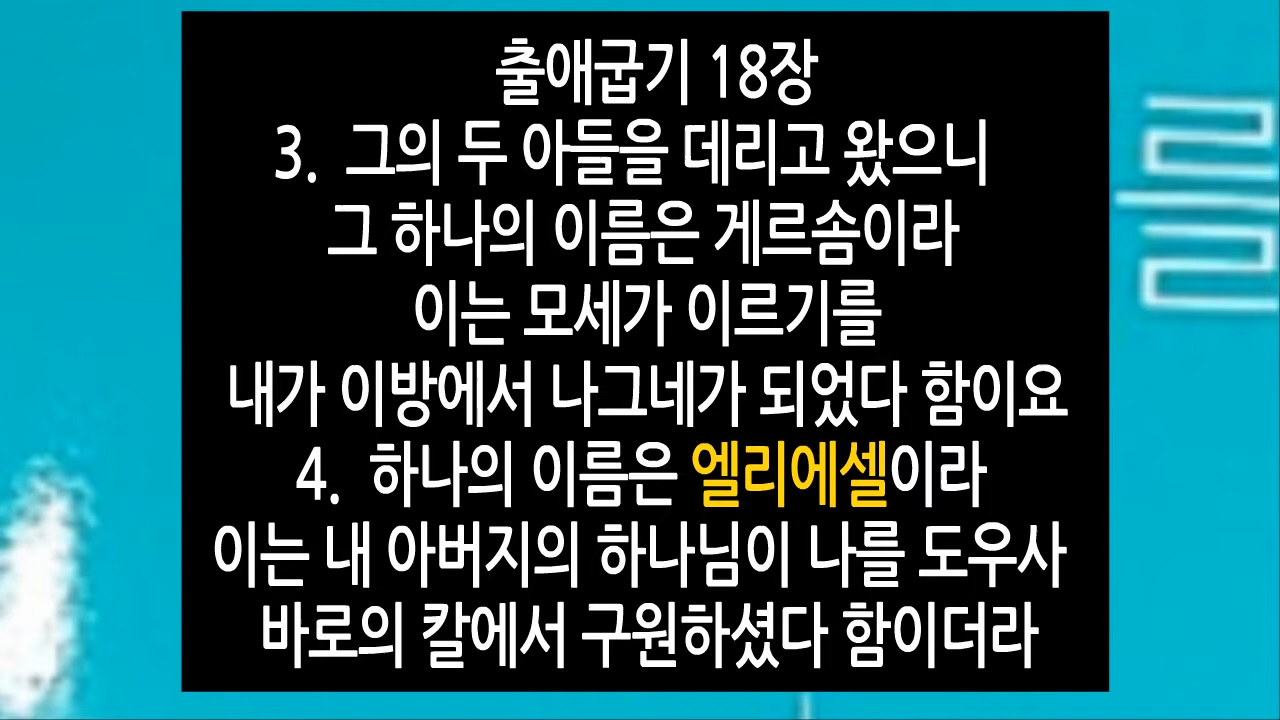 출애굽기 18장
3. 그의 두 아들을 데리고 왔으니
그 하나의 이름은 게르솜이라
이는 모세가 이르기를
내가 이방에서 나그네가 되었다 함이요
4. 하나의 이름은 엘리에셀이라
이는 내 아버지의 하나님이 나를 도우사
바로의 칼에서 구원하셨다 함이더라